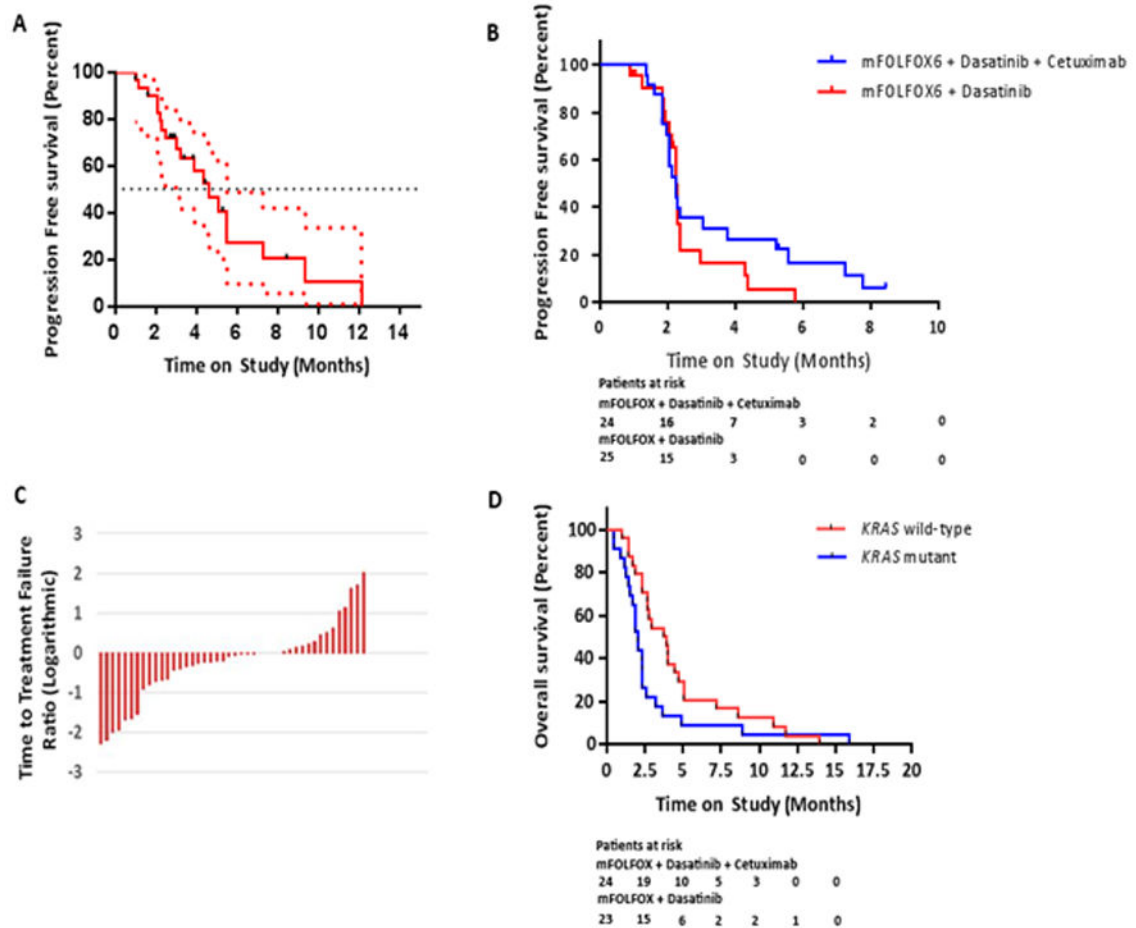 A
Progression Free survival (Percent)
100
80
60
40
20
0
0 2 4 6 8 10 12 14
Time on Study (Months)
B
Progression Free survival (Percent)
100
80
60
40
20
0
0 2 4 6 8 10
Time on Study (Months)
mFOLFOX6 + Dasatinib + Cetuximab
mFOLFOX6 + Dasatinib
Patients at risk
mFOLFOX + Dasatinib + Cetuximab
24 16 7 3 2 0
mFOLFOX + Dasatinib
25 15 3 0 0 0
C
Time to Treatment Failure
Ratio (Logarithmic)
3
2
1
0
-1
-2
-3
D
Overall survival (Percent)
100
80
60
40
20
0
0 2.5 5 7.5 10 12.5 15 17.5 20
Time on Study (Months)
KRAS wild-type
KRAS mutant
Patients at risk
mFOLFOX + Dasatinib + Cetuximab
24 19 10 5 3 0 0
mFOLFOX + Dasatinib
23 15 6 2 2 1 0